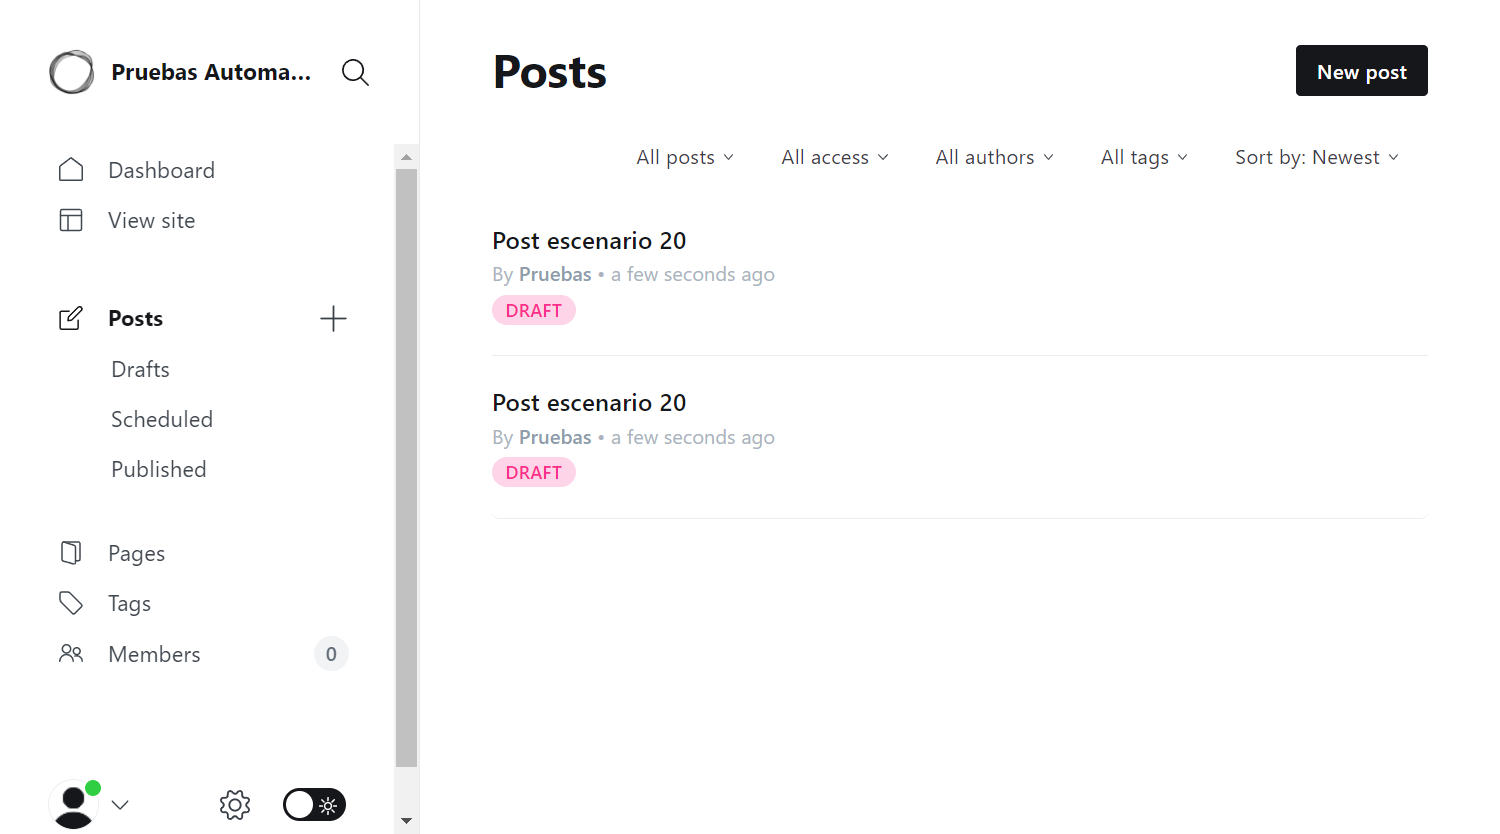 Pruebas Automa...
Dashboard
View site
Posts
Drafts
Scheduled
Published
Pages
Tags
Members 0
Posts
New post
All posts All access All authors All tags Sort by: Newest
Post escenario 20
By Pruebas • a few seconds ago
DRAFT
Post escenario 20
By Pruebas • a few seconds ago
DRAFT